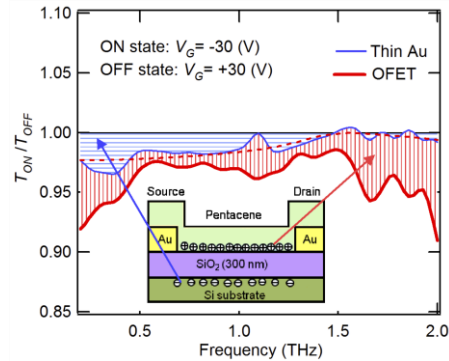 1.10
1.05
1.00
0.95
0.90
0.85
T_ON / T_OFF
ON state: V_G= -30 (V)
OFF state: V_G= +30 (V)
Thin Au
OFET
Source
Drain
Pentacene
Au
Au
SiO₂ (300 nm)
Si substrate
0.5
1.0
1.5
2.0
Frequency (THz)